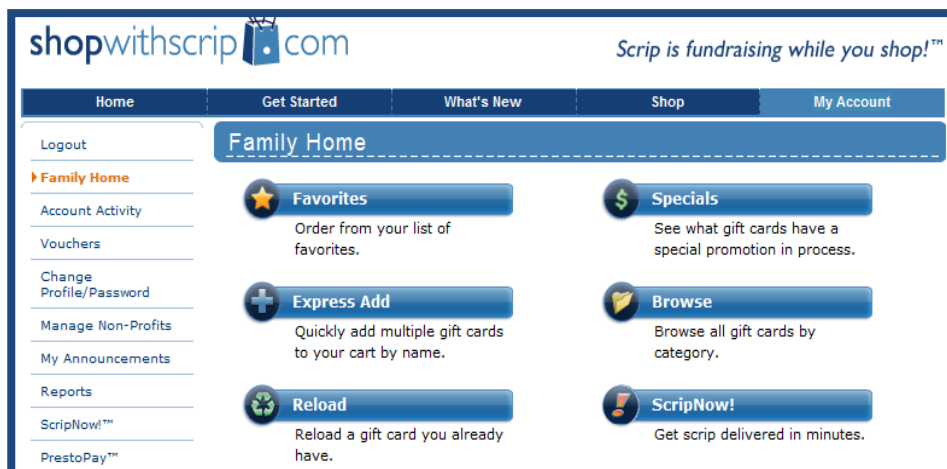 shopwithscrip.com
Scrip is fundraising while you shop!™
Home
Get Started
What's New
Shop
My Account
Logout
Family Home
Account Activity
Vouchers
Change
Profile/Password
Manage Non-Profits
My Announcements
Reports
ScripNow!™
PrestoPay™
Family Home
Favorites
Order from your list of
favorites.
Specials
See what gift cards have a
special promotion in process.
Express Add
Quickly add multiple gift cards
to your cart by name.
Browse
Browse all gift cards by
category.
Reload
Reload a gift card you already
have.
ScripNow!
Get scrip delivered in minutes.